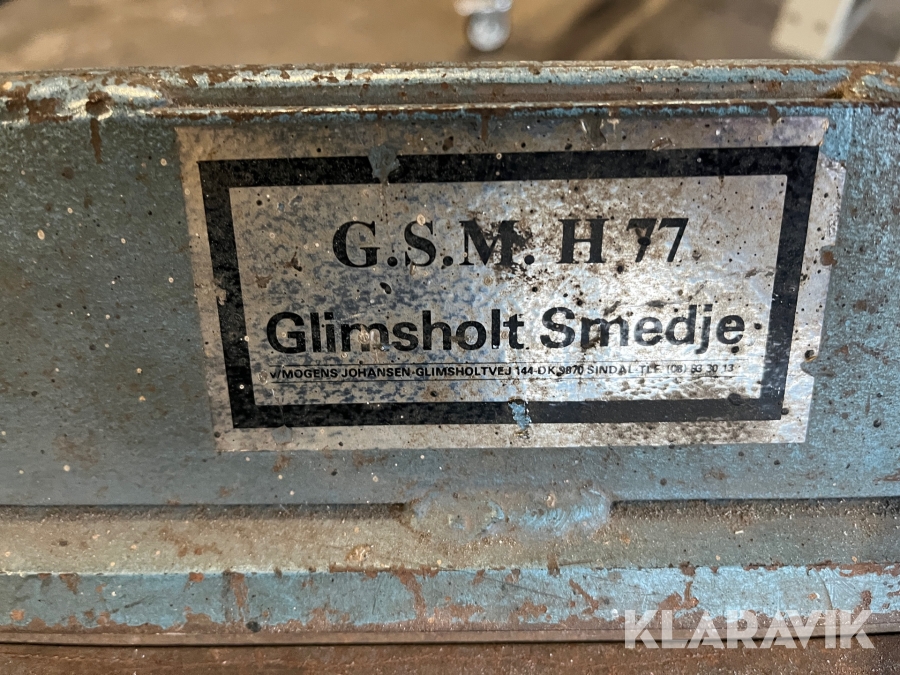 G.S.M. H 77
Glimsholt Smedje
v/MOGENS JOHANSEN-GLIMSHOLTVEJ 144-DK 9870 SINDAL-TLF. (08) 93 30 13
KLARAVIK